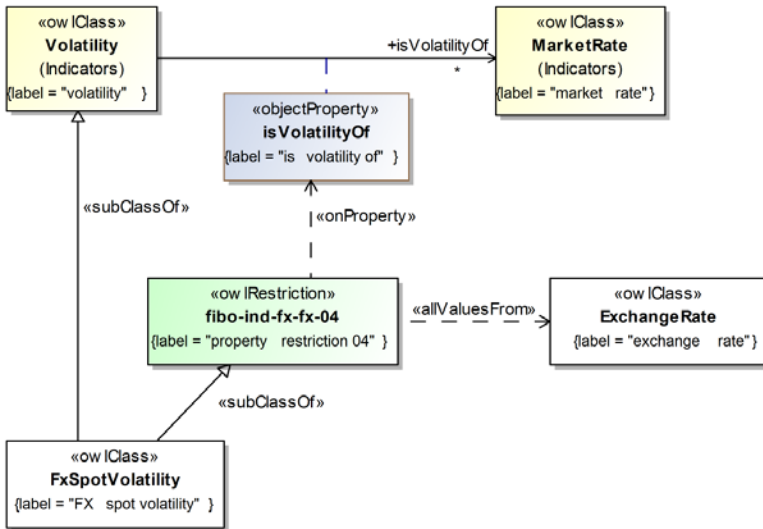 «owlClass»
Volatility
(Indicators)
{label = "volatility" }
+isVolatilityOf
*
«owlClass»
MarketRate
(Indicators)
{label = "market rate"}
«objectProperty»
isVolatilityOf
{label = "is volatility of" }
«subClassOf»
«onProperty»
«owlRestriction»
fibo-ind-fx-fx-04
{label = "property restriction 04" }
«allValuesFrom»
«owlClass»
ExchangeRate
{label = "exchange rate"}
«subClassOf»
«owlClass»
FxSpotVolatility
{label = "FX spot volatility" }